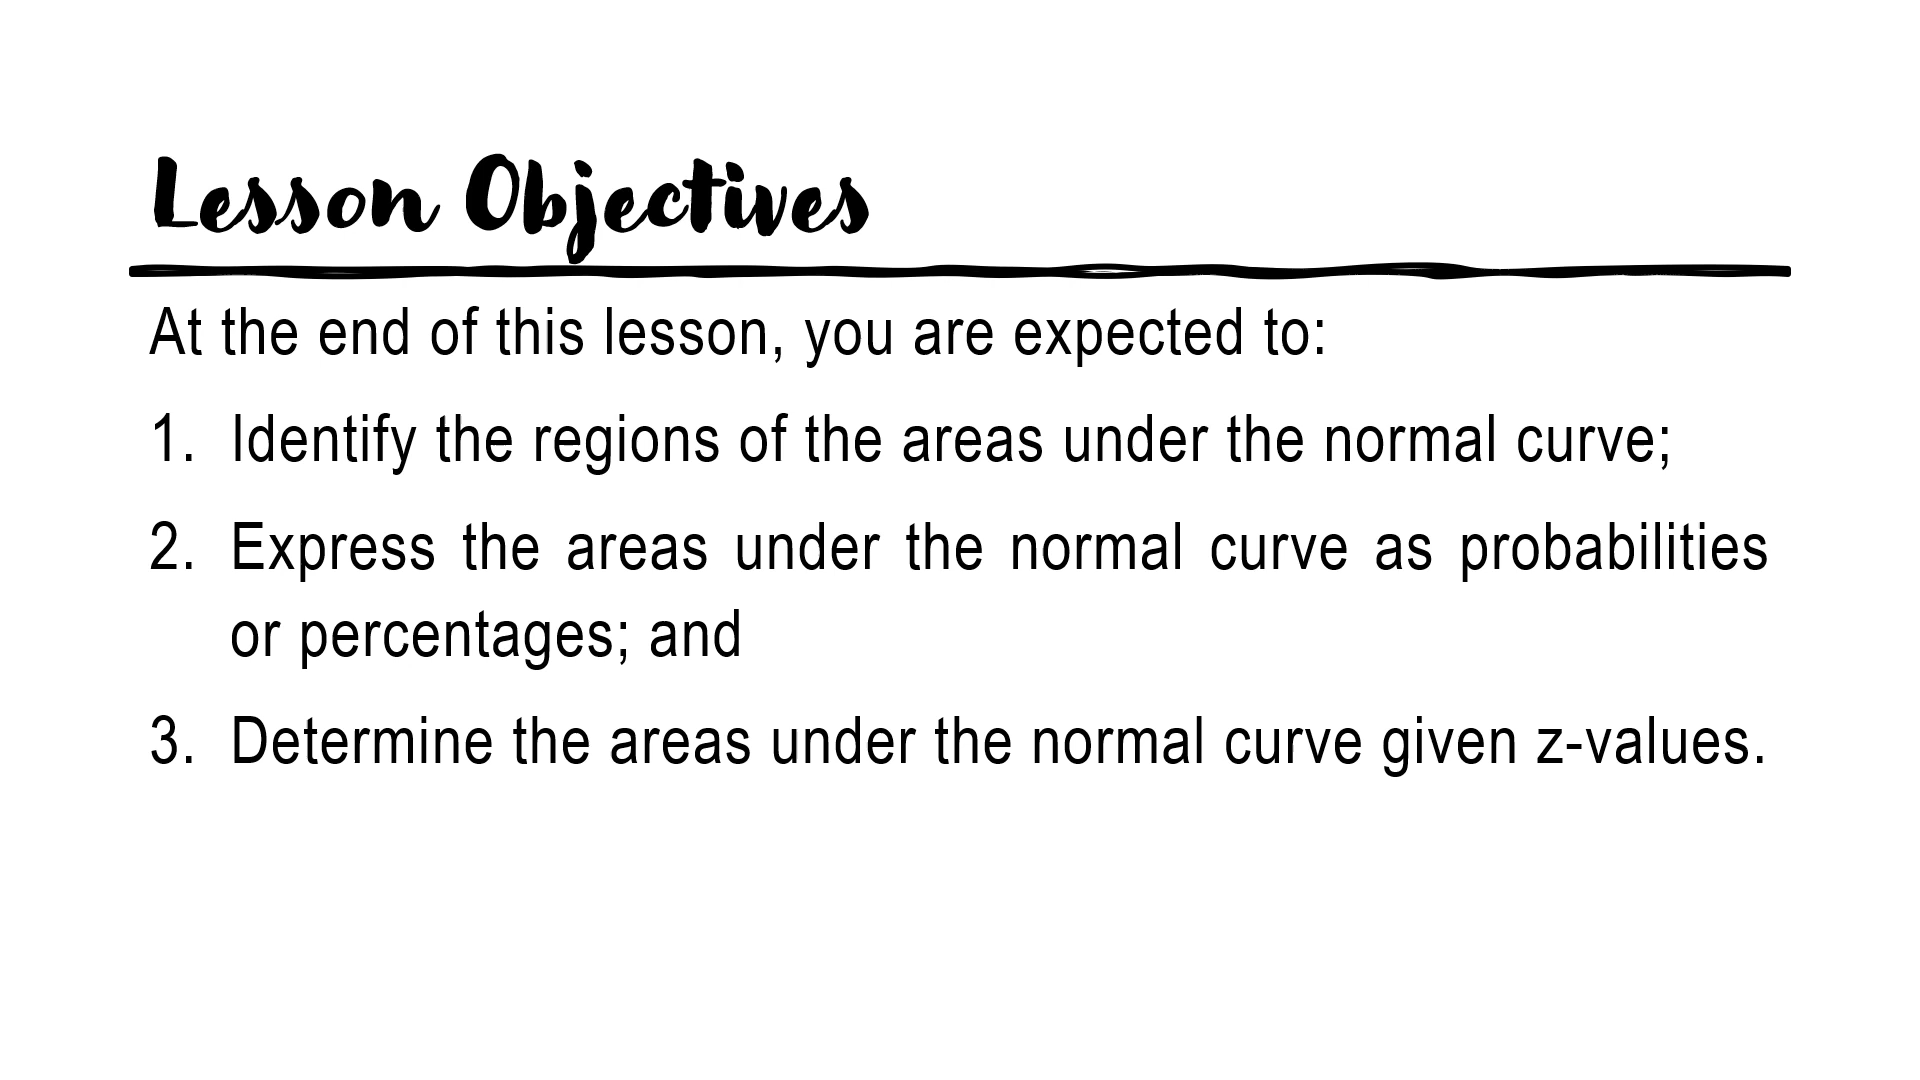 Lesson Objectives
At the end of this lesson, you are expected to:
1. Identify the regions of the areas under the normal curve;
2. Express the areas under the normal curve as probabilities
or percentages; and
3. Determine the areas under the normal curve given z-values.